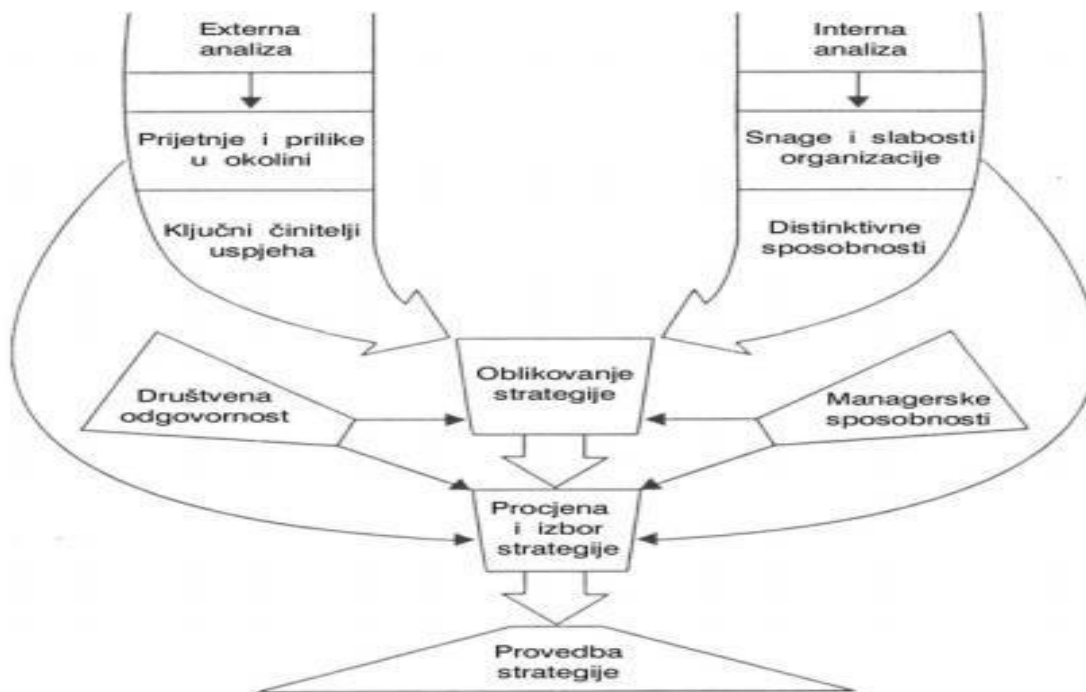 Externa
analiza
Interna
analiza
Prijetnje i prilike
u okolini
Snage i slabosti
organizacije
Ključni činitelji
uspjeha
Distinktivne
sposobnosti
Oblikovanje
strategije
Društvena
odgovornost
Managerske
sposobnosti
Procjena
i izbor
strategije
Provedba
strategije